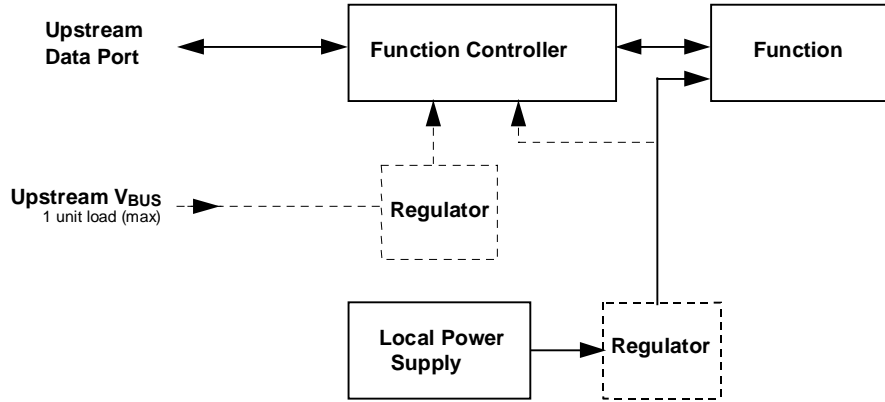 Upstream
Data Port
Function Controller
Function
Upstream VBUS
1 unit load (max)
Regulator
Local Power
Supply
Regulator